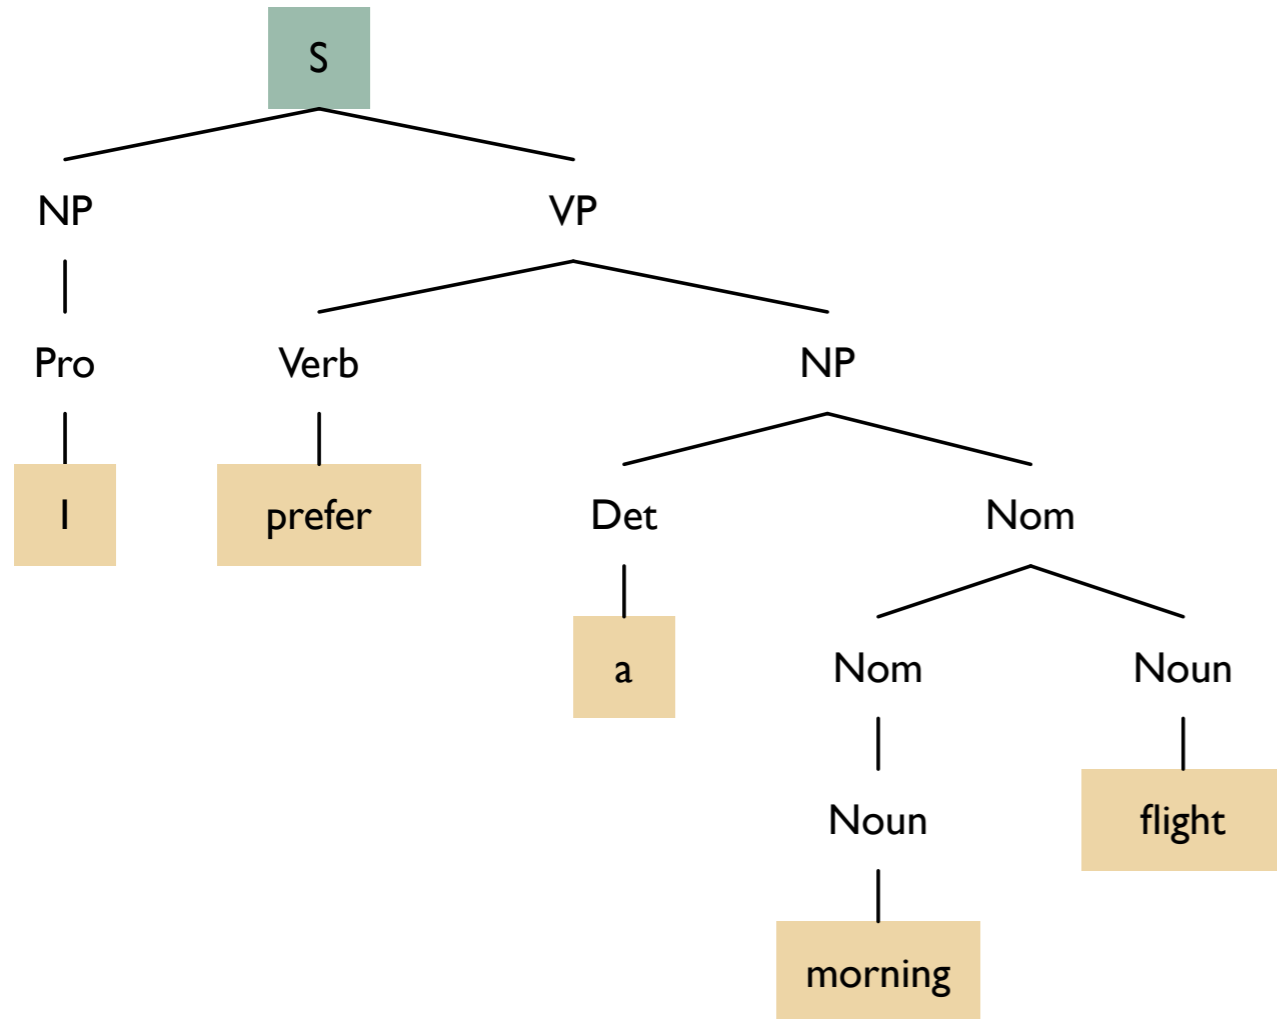 S
NP VP
Pro Verb NP
I prefer Det Nom
a Nom Noun
Noun flight
morning